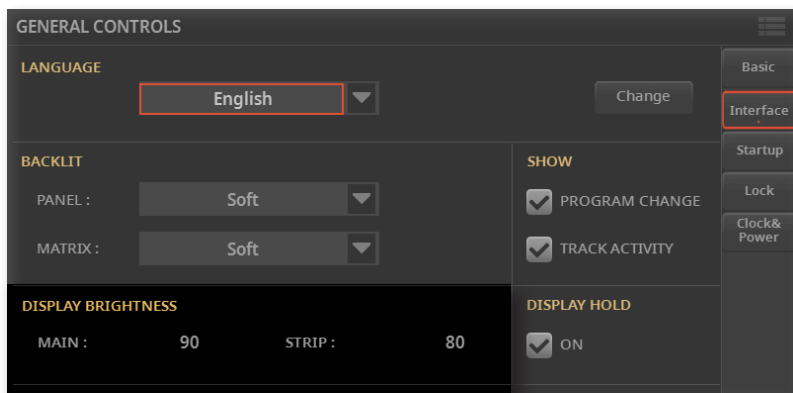 GENERAL CONTROLS
LANGUAGE
English
Change
BACKLIT
PANEL :
Soft
MATRIX :
Soft
SHOW
PROGRAM CHANGE
TRACK ACTIVITY
DISPLAY BRIGHTNESS
MAIN :
90
STRIP :
80
DISPLAY HOLD
ON
Basic
Interface
Startup
Lock
Clock&
Power